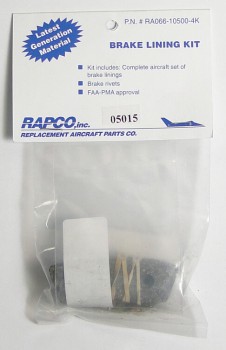 P.N. # RA066-10500-4K
Latest
Generation
Material
BRAKE LINING KIT
Kit includes: Complete aircraft set of
brake linings
Brake rivets
FAA-PMA approval
RAPCO, inc.
REPLACEMENT AIRCRAFT PARTS CO.
05015
M